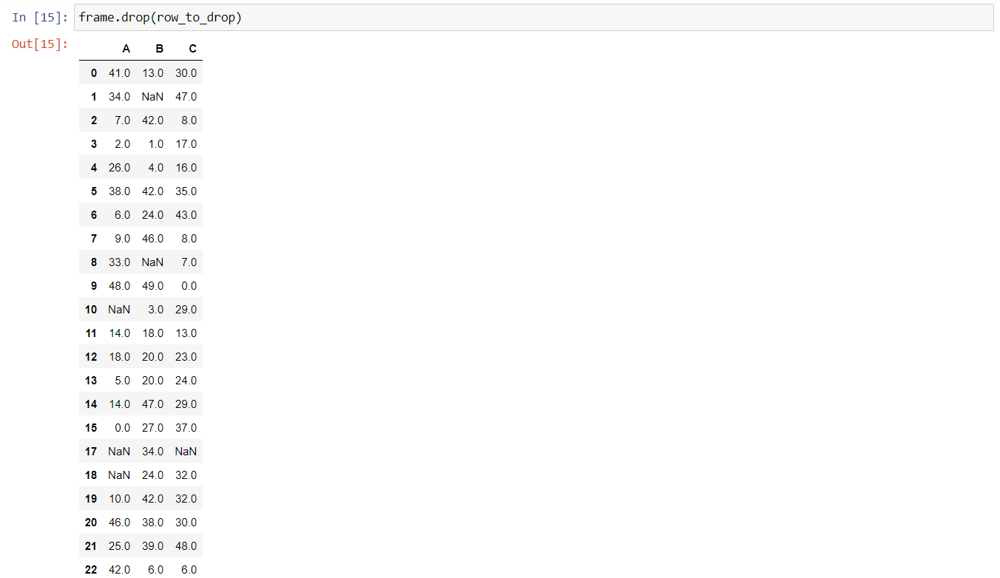 In [15]: frame.drop(row_to_drop)
Out[15]:
A B C
0 41.0 13.0 30.0
1 34.0 NaN 47.0
2 7.0 42.0 8.0
3 2.0 1.0 17.0
4 26.0 4.0 16.0
5 38.0 42.0 35.0
6 6.0 24.0 43.0
7 9.0 46.0 8.0
8 33.0 NaN 7.0
9 48.0 49.0 0.0
10 NaN 3.0 29.0
11 14.0 18.0 13.0
12 18.0 20.0 23.0
13 5.0 20.0 24.0
14 14.0 47.0 29.0
15 0.0 27.0 37.0
17 NaN 34.0 NaN
18 NaN 24.0 32.0
19 10.0 42.0 32.0
20 46.0 38.0 30.0
21 25.0 39.0 48.0
22 42.0 6.0 6.0